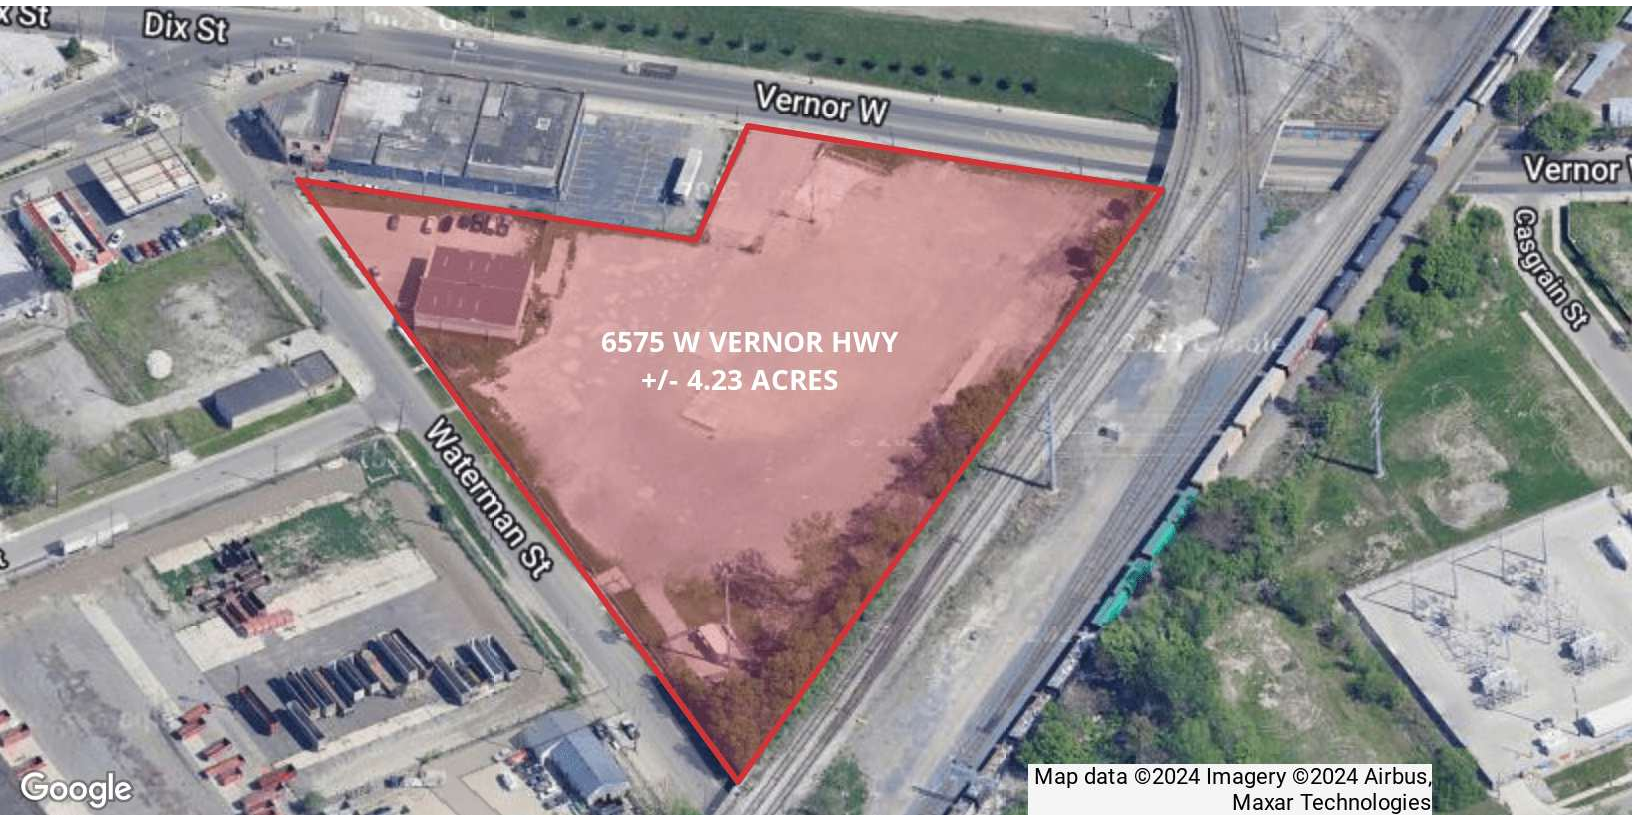 x St
Dix St
Vernor W
Vernor
Casgrain St
6575 W VERNOR HWY
+/- 4.23 ACRES
Waterman St
Google
Map data ©2024 Imagery ©2024 Airbus,
Maxar Technologies